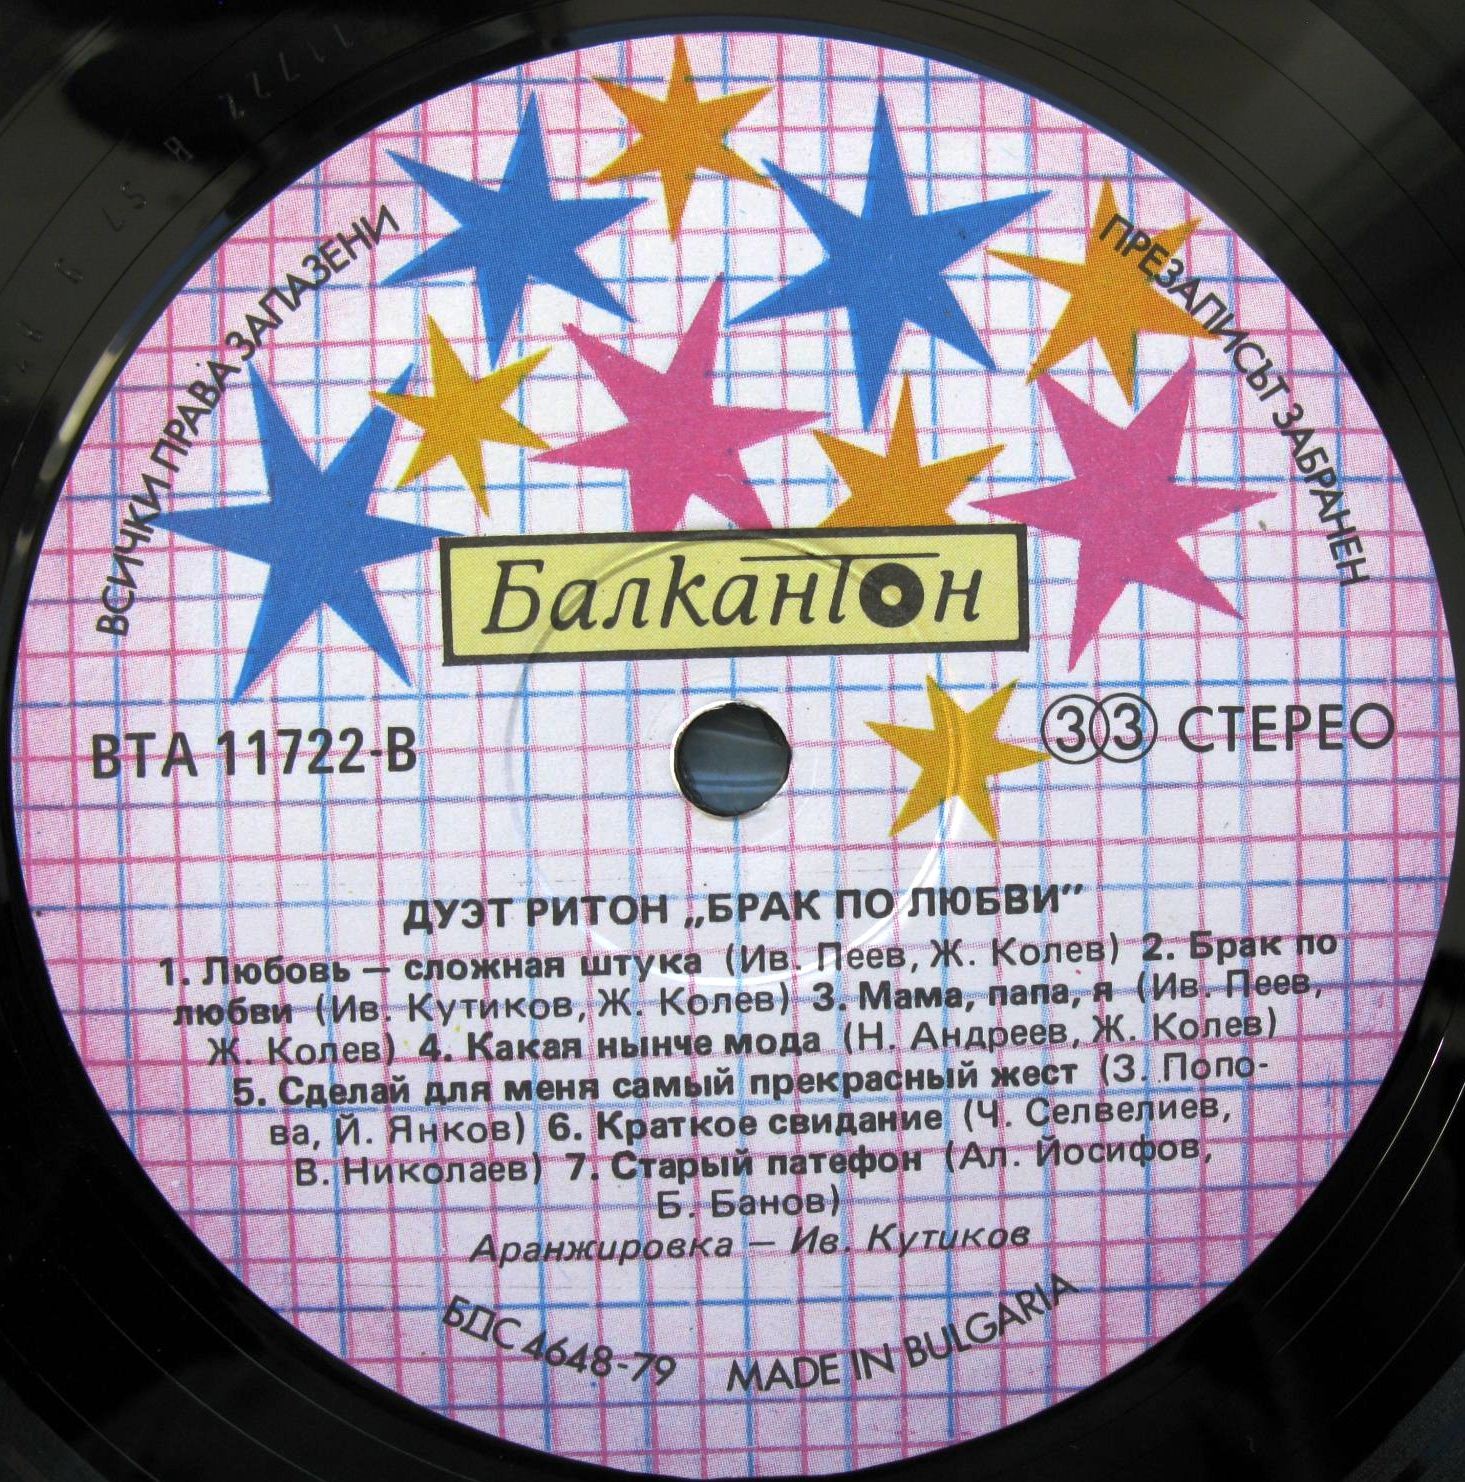 ВСИЧКИ ПРАВА ЗАПАЗЕНИ
ПРЕЗАПИСЪТ ЗАБРАНЕН
Балкантон
ВТА 11722-В
33 СТЕРЕО
ДУЭТ РИТОН „БРАК ПО ЛЮБВИ”
1. Любовь – сложная штука (Ив. Пеев, Ж. Колев) 2. Брак по
любви (Ив. Кутиков, Ж. Колев) 3. Мама, папа, я (Ив. Пеев,
Ж. Колев) 4. Какая нынче мода (Н. Андреев, Ж. Колев)
5. Сделай для меня самый прекрасный жест (З. Попо-
ва, Й. Янков) 6. Краткое свидание (Ч. Селвелиев,
В. Николаев) 7. Старый патефон (Ал. Йосифов,
Б. Банов)
Аранжировка – Ив. Кутиков
БДС 4648-79
MADE IN BULGARIA